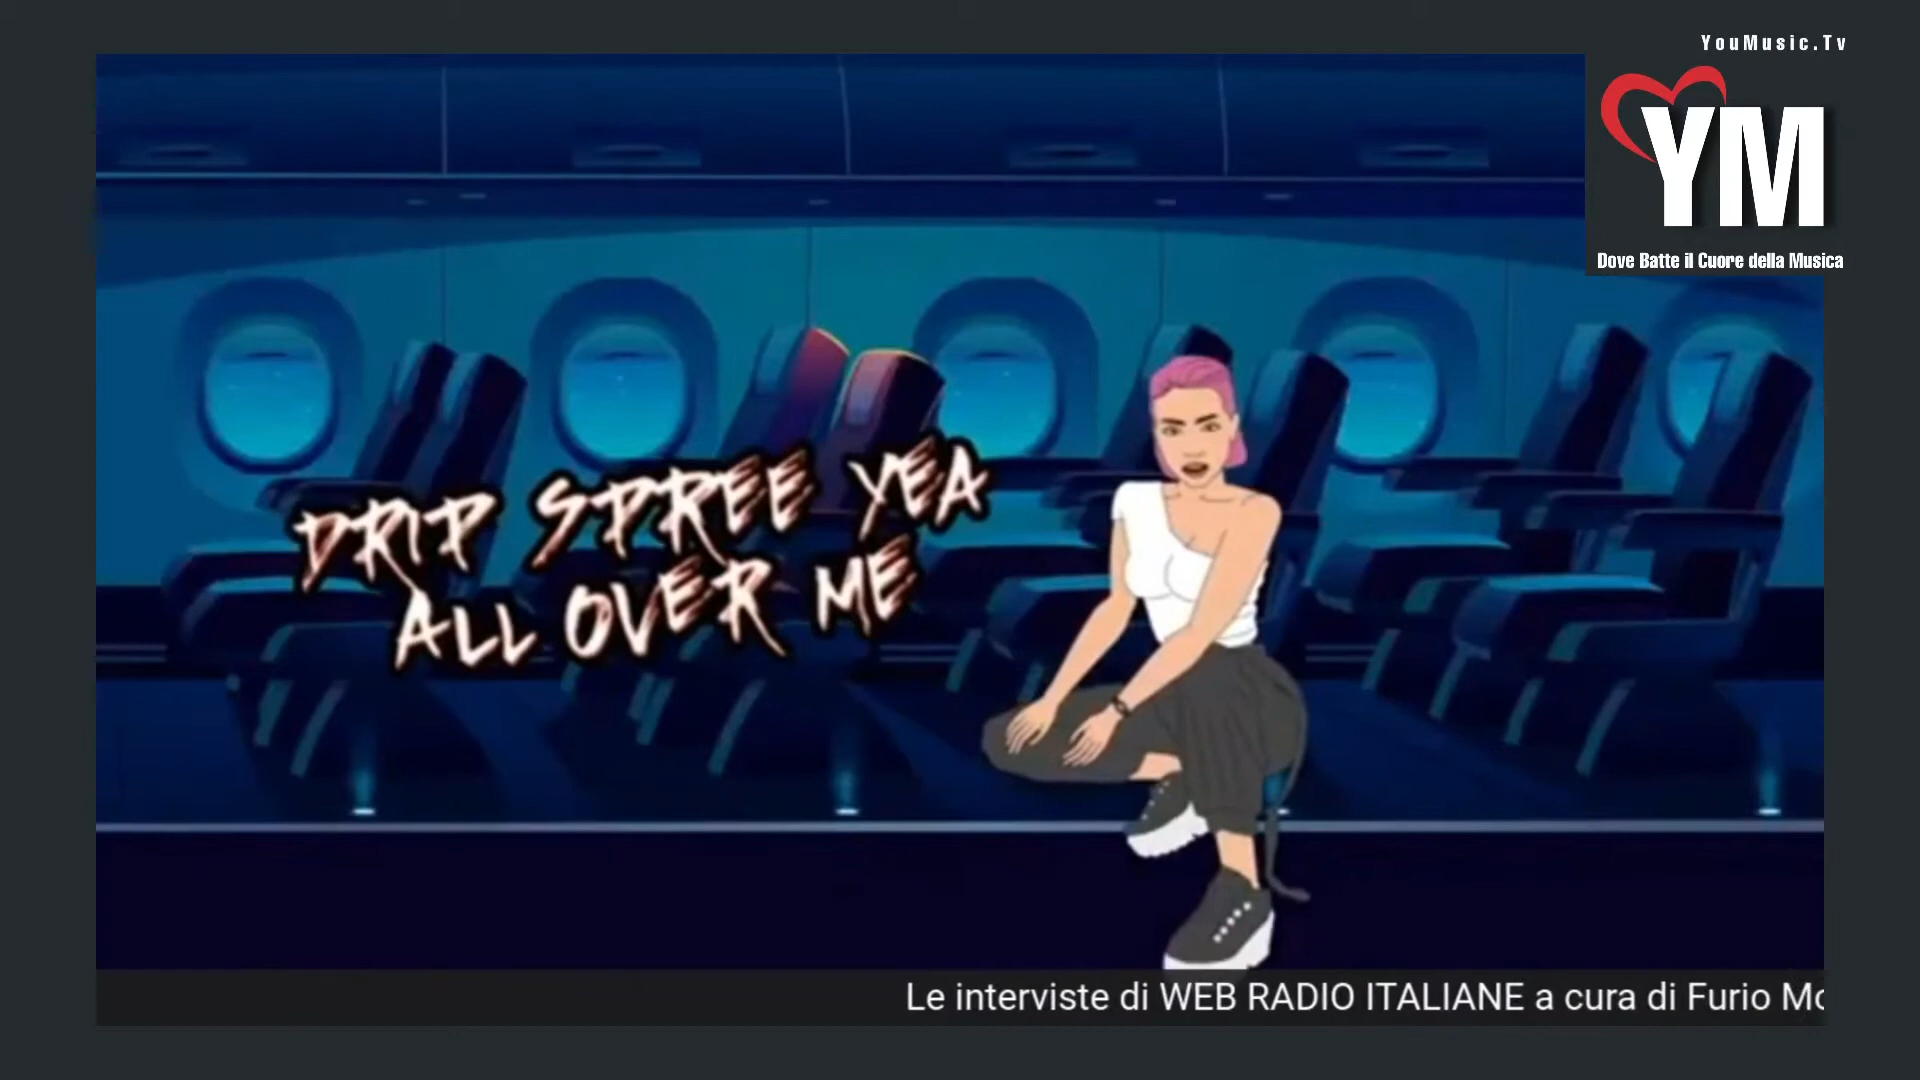 YouMusic.Tv
YM
Dove Batte il Cuore della Musica
DRIP SPREE YEA
ALL OVER ME
Le interviste di WEB RADIO ITALIANE a cura di Furio